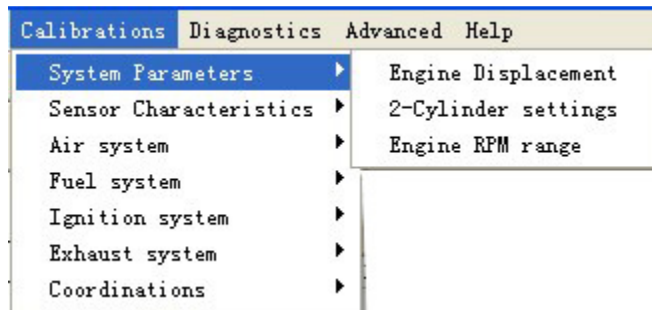 Calibrations Diagnostics Advanced Help
System Parameters
Engine Displacement
Sensor Characteristics
2-Cylinder settings
Air system
Engine RPM range
Fuel system
Ignition system
Exhaust system
Coordinations